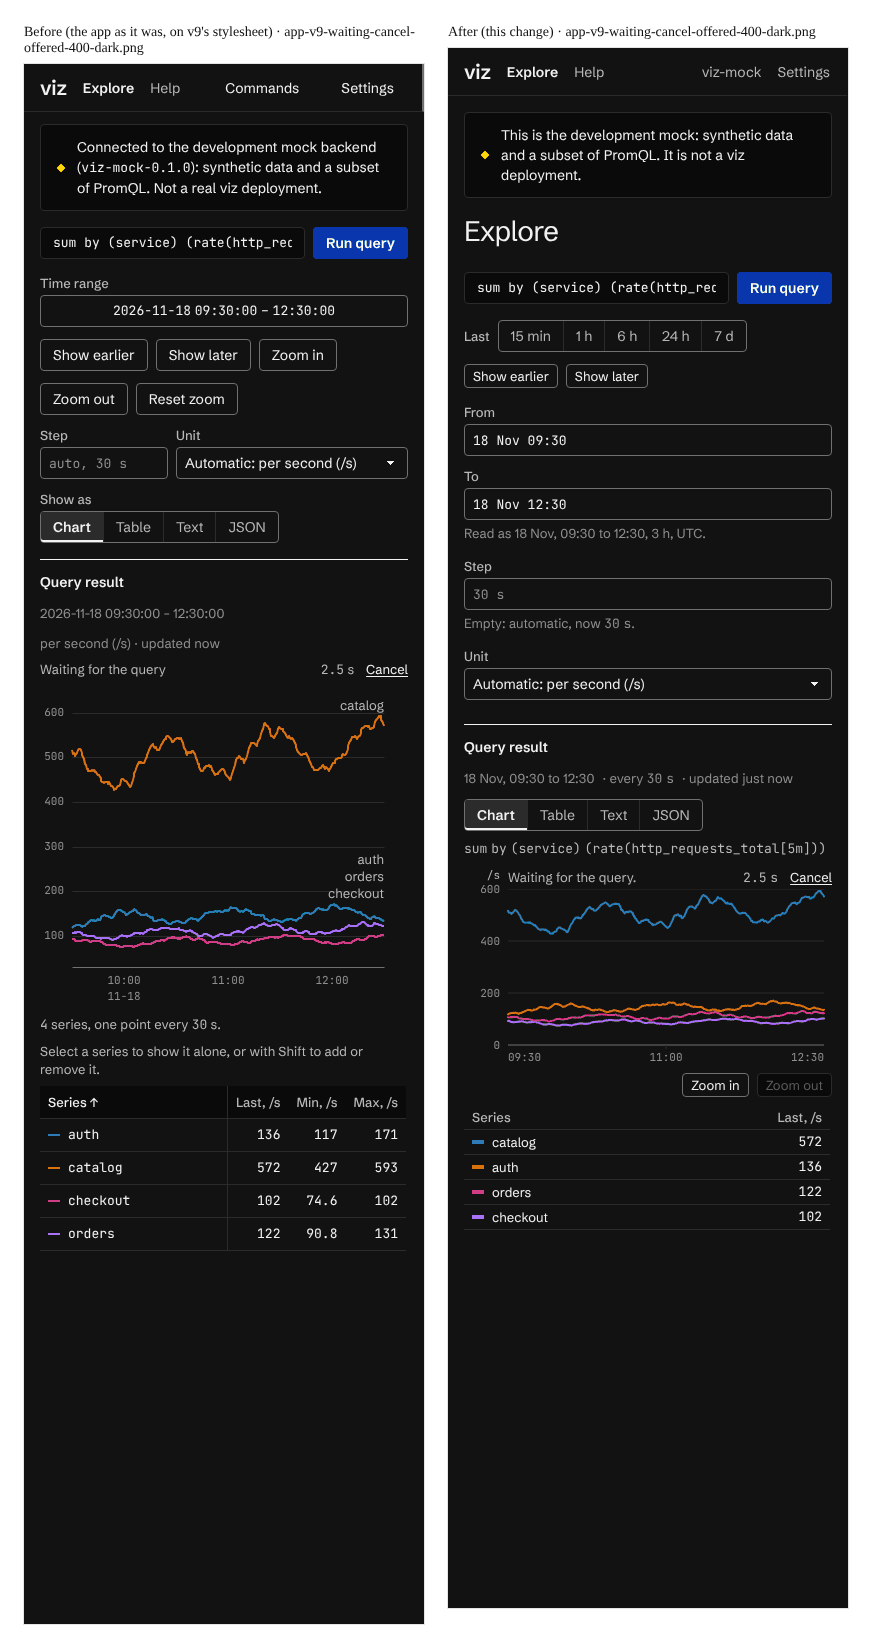 Before (the app as it was, on v9's stylesheet) · app-v9-waiting-cancel-
offered-400-dark.png
viz Explore Help Commands Settings
Connected to the development mock backend
(viz-mock-0.1.0): synthetic data and a subset
of PromQL. Not a real viz deployment.
sum by (service) (rate(http_rec Run query
Time range
2026-11-18 09:30:00 – 12:30:00
Show earlier Show later Zoom in
Zoom out Reset zoom
Step Unit
auto, 30 s Automatic: per second (/s)
Show as
Chart Table Text JSON
Query result
2026-11-18 09:30:00 – 12:30:00
per second (/s) · updated now
Waiting for the query 2.5 s Cancel
catalog
600
500
400
300
auth
orders
200
checkout
100
10:00 11:00 12:00
11-18
4 series, one point every 30 s.
Select a series to show it alone, or with Shift to add or
remove it.
Series ↑ Last, /s Min, /s Max, /s
auth 136 117 171
catalog 572 427 593
checkout 102 74.6 102
orders 122 90.8 131
After (this change) · app-v9-waiting-cancel-offered-400-dark.png
viz Explore Help viz-mock Settings
This is the development mock: synthetic data
and a subset of PromQL. It is not a viz
deployment.
Explore
sum by (service) (rate(http_rec Run query
Last 15 min 1 h 6 h 24 h 7 d
Show earlier Show later
From
18 Nov 09:30
To
18 Nov 12:30
Read as 18 Nov, 09:30 to 12:30, 3 h, UTC.
Step
30 s
Empty: automatic, now 30 s.
Unit
Automatic: per second (/s)
Query result
18 Nov, 09:30 to 12:30 · every 30 s · updated just now
Chart Table Text JSON
sum by (service) (rate(http_requests_total[5m]))
/s Waiting for the query. 2.5 s Cancel
600
400
200
0
09:30 11:00 12:30
Zoom in Zoom out
Series Last, /s
catalog 572
auth 136
orders 122
checkout 102